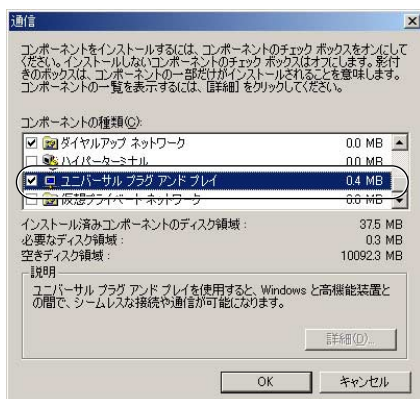 通信
コンポーネントをインストールするには、コンポーネントのチェック ボックスをオンにして
ください。インストールしないコンポーネントのチェック ボックスはオフにします。影付
きのボックスは、コンポーネントの一部だけがインストールされることを意味します。
コンポーネントの一覧を表示するには、[詳細] をクリックしてください。
コンポーネントの種類(C):
ダイヤルアップ ネットワーク 0.0 MB
ハイパーターミナル 0.0 MB
ユニバーサル プラグ アンド プレイ 0.4 MB
仮想プライベート ネットワーク 0.0 MB
インストール済みコンポーネントのディスク領域 : 37.5 MB
必要なディスク領域 : 0.3 MB
空きディスク領域 : 10092.3 MB
説明
ユニバーサル プラグ アンド プレイを使用すると、Windows と高機能装置と
の間で、シームレスな接続や通信が可能になります。
詳細(D)...
OK キャンセル